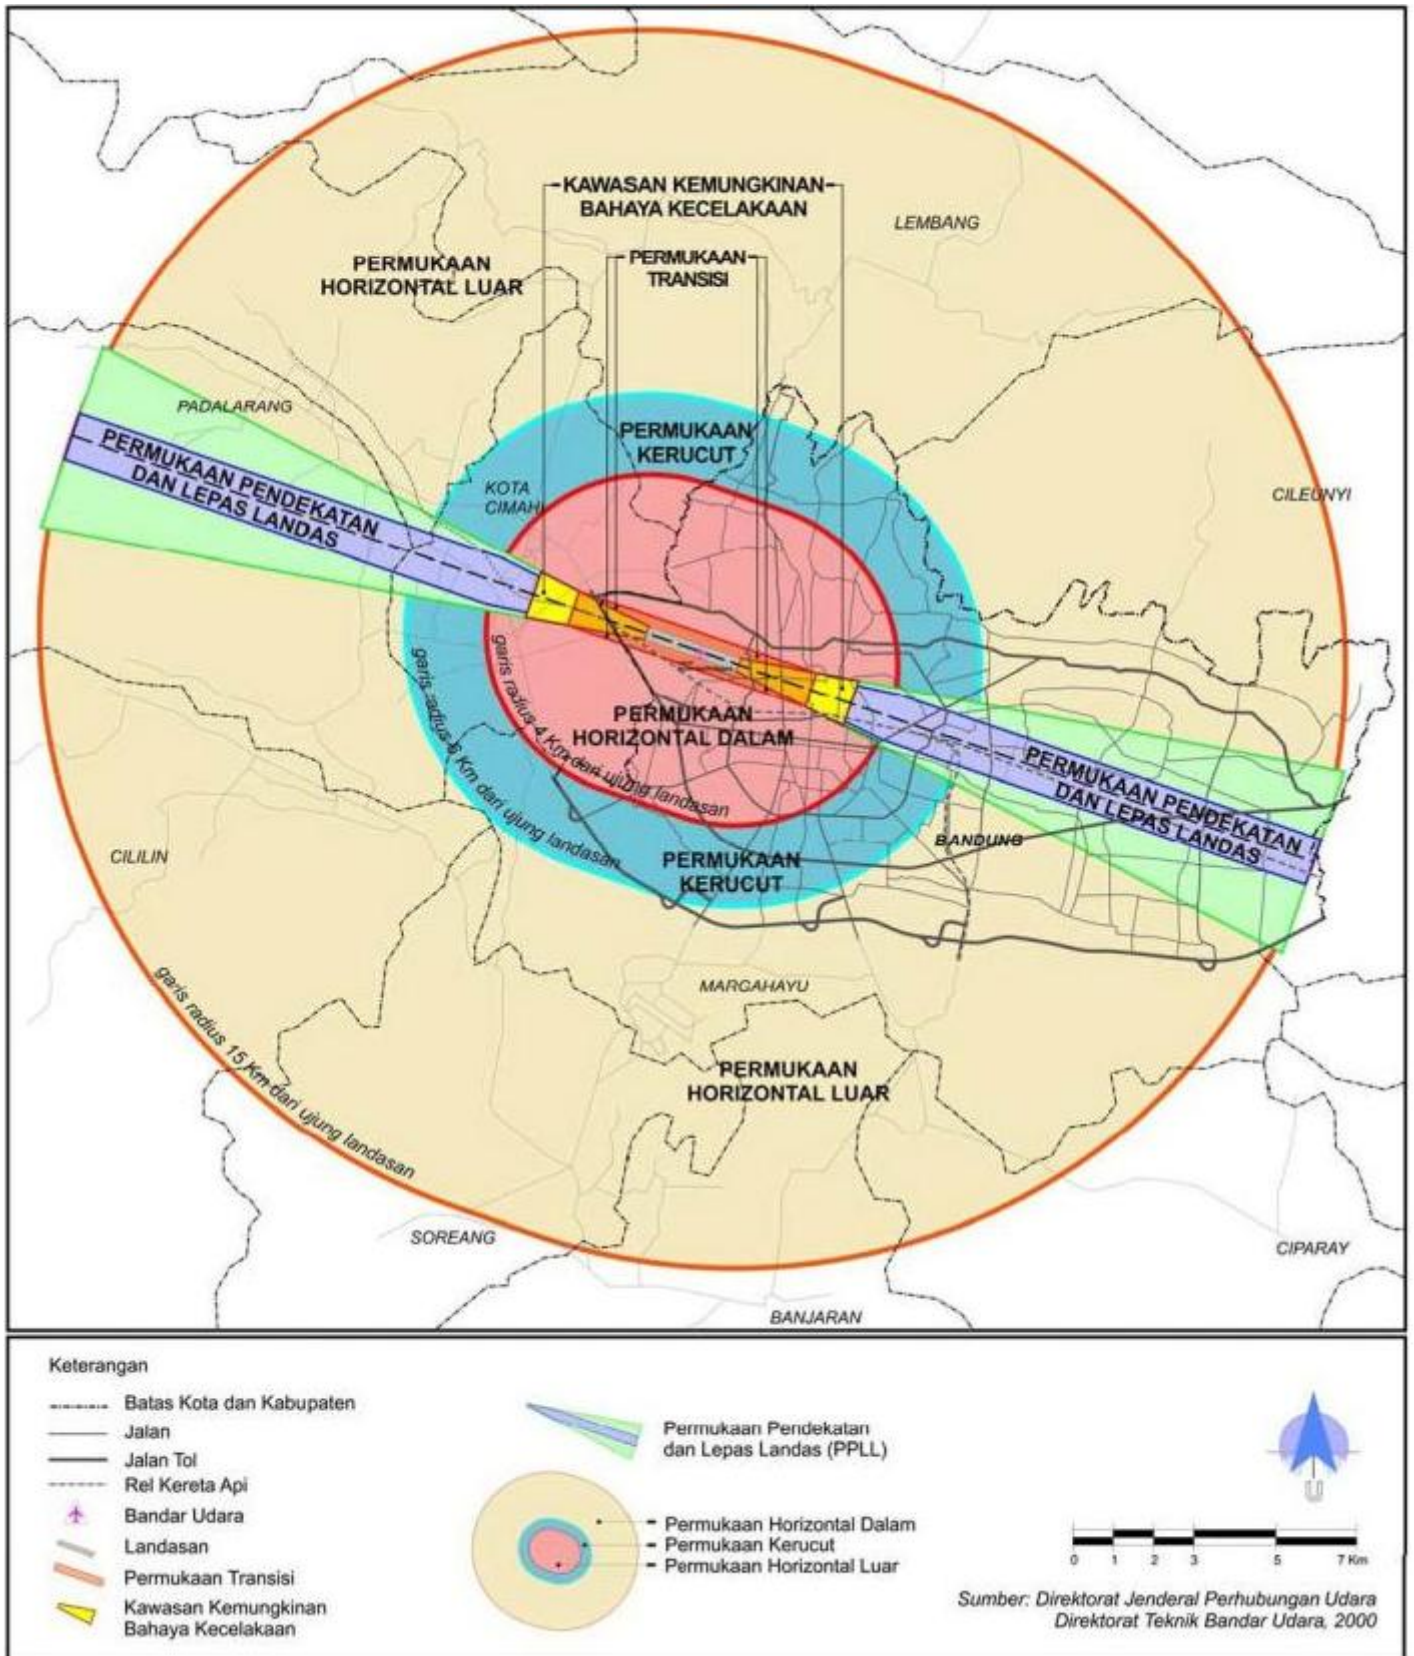 KAWASAN KEMUNGKINAN
BAHAYA KECELAKAAN
LEMBANG
PERMUKAAN
TRANSISI
PERMUKAAN
HORIZONTAL LUAR
PADALARANG
PERMUKAAN
KERUCUT
PERMUKAAN PENDEKATAN
DAN LEPAS LANDAS
KOTA
CIMAHI
CILEUNYI
garis radius 4 Km dari ujung landasan
garis radius 6 Km dari ujung landasan
PERMUKAAN
HORIZONTAL DALAM
PERMUKAAN PENDEKATAN
DAN LEPAS LANDAS
BANDUNG
CILILIN
PERMUKAAN
KERUCUT
MARGAHAYU
garis radius 15 Km dari ujung landasan
PERMUKAAN
HORIZONTAL LUAR
SOREANG
CIPARAY
BANJARAN
Keterangan
Batas Kota dan Kabupaten
Jalan
Jalan Tol
Rel Kereta Api
Bandar Udara
Landasan
Permukaan Transisi
Kawasan Kemungkinan
Bahaya Kecelakaan
Permukaan Pendekatan
dan Lepas Landas (PPLL)
Permukaan Horizontal Dalam
Permukaan Kerucut
Permukaan Horizontal Luar
U
0 1 2 3 5 7 Km
Sumber: Direktorat Jenderal Perhubungan Udara
Direktorat Teknik Bandar Udara, 2000